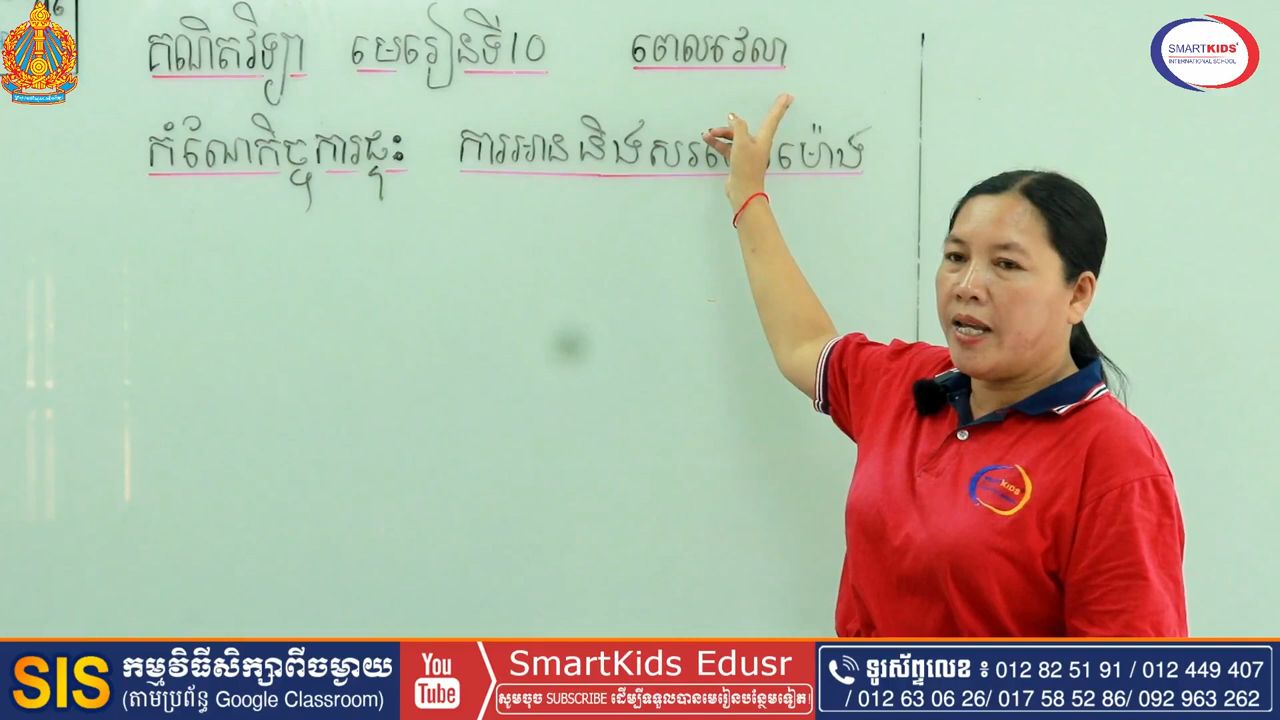 គណិតវិទ្យា មេរៀនទី10 ពេលវេលា
កំណែកិច្ចការផ្ទះ ការអាននិងសរ ម៉ោង
SMARTKIDS
INTERNATIONAL SCHOOL
SIS កម្មវិធីសិក្សាពីចម្ងាយ
(តាមប្រព័ន្ធ Google Classroom)
You Tube
SmartKids Edusr
សូមចុច SUBSCRIBE ដើម្បីទទួលបានមេរៀនបន្ថែមទៀត!
ទូរស័ព្ទលេខ ៖ 012 82 51 91 / 012 449 407
/ 012 63 06 26/ 017 58 52 86/ 092 963 262